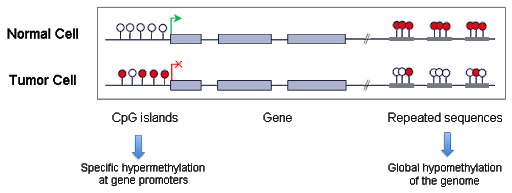 Normal Cell
Tumor Cell
CpG islands
Gene
Repeated sequences
Specific hypermethylation
at gene promoters
Global hypomethylation
of the genome